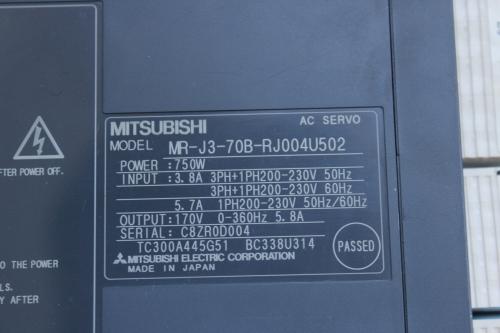 MITSUBISHI AC SERVO
MODEL MR-J3-70B-RJ004U502
POWER: 750W
INPUT: 3.8A 3PH+1PH200-230V 50Hz
3PH+1PH200-230V 60Hz
5.7A 1PH200-230V 50Hz/60Hz
OUTPUT: 170V 0-360Hz 5.8A
SERIAL: C8ZR0D004
TC300A445G51 BC338U314
MITSUBISHI ELECTRIC CORPORATION
MADE IN JAPAN
PASSED
AFTER POWER OFF.
TO THE POWER
LS.
Y AFTER